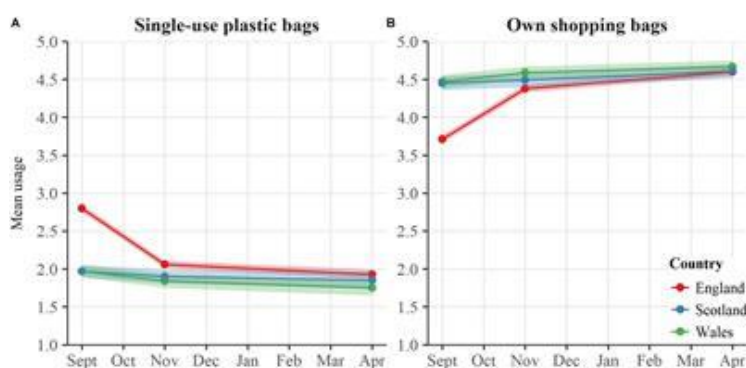 A
Single-use plastic bags
5.0
4.5
4.0
3.5
3.0
2.5
2.0
1.5
1.0
Mean usage
Sept Oct Nov Dec Jan Feb Mar Apr
B
Own shopping bags
5.0
4.5
4.0
3.5
3.0
2.5
2.0
1.5
1.0
Country
England
Scotland
Wales
Sept Oct Nov Dec Jan Feb Mar Apr